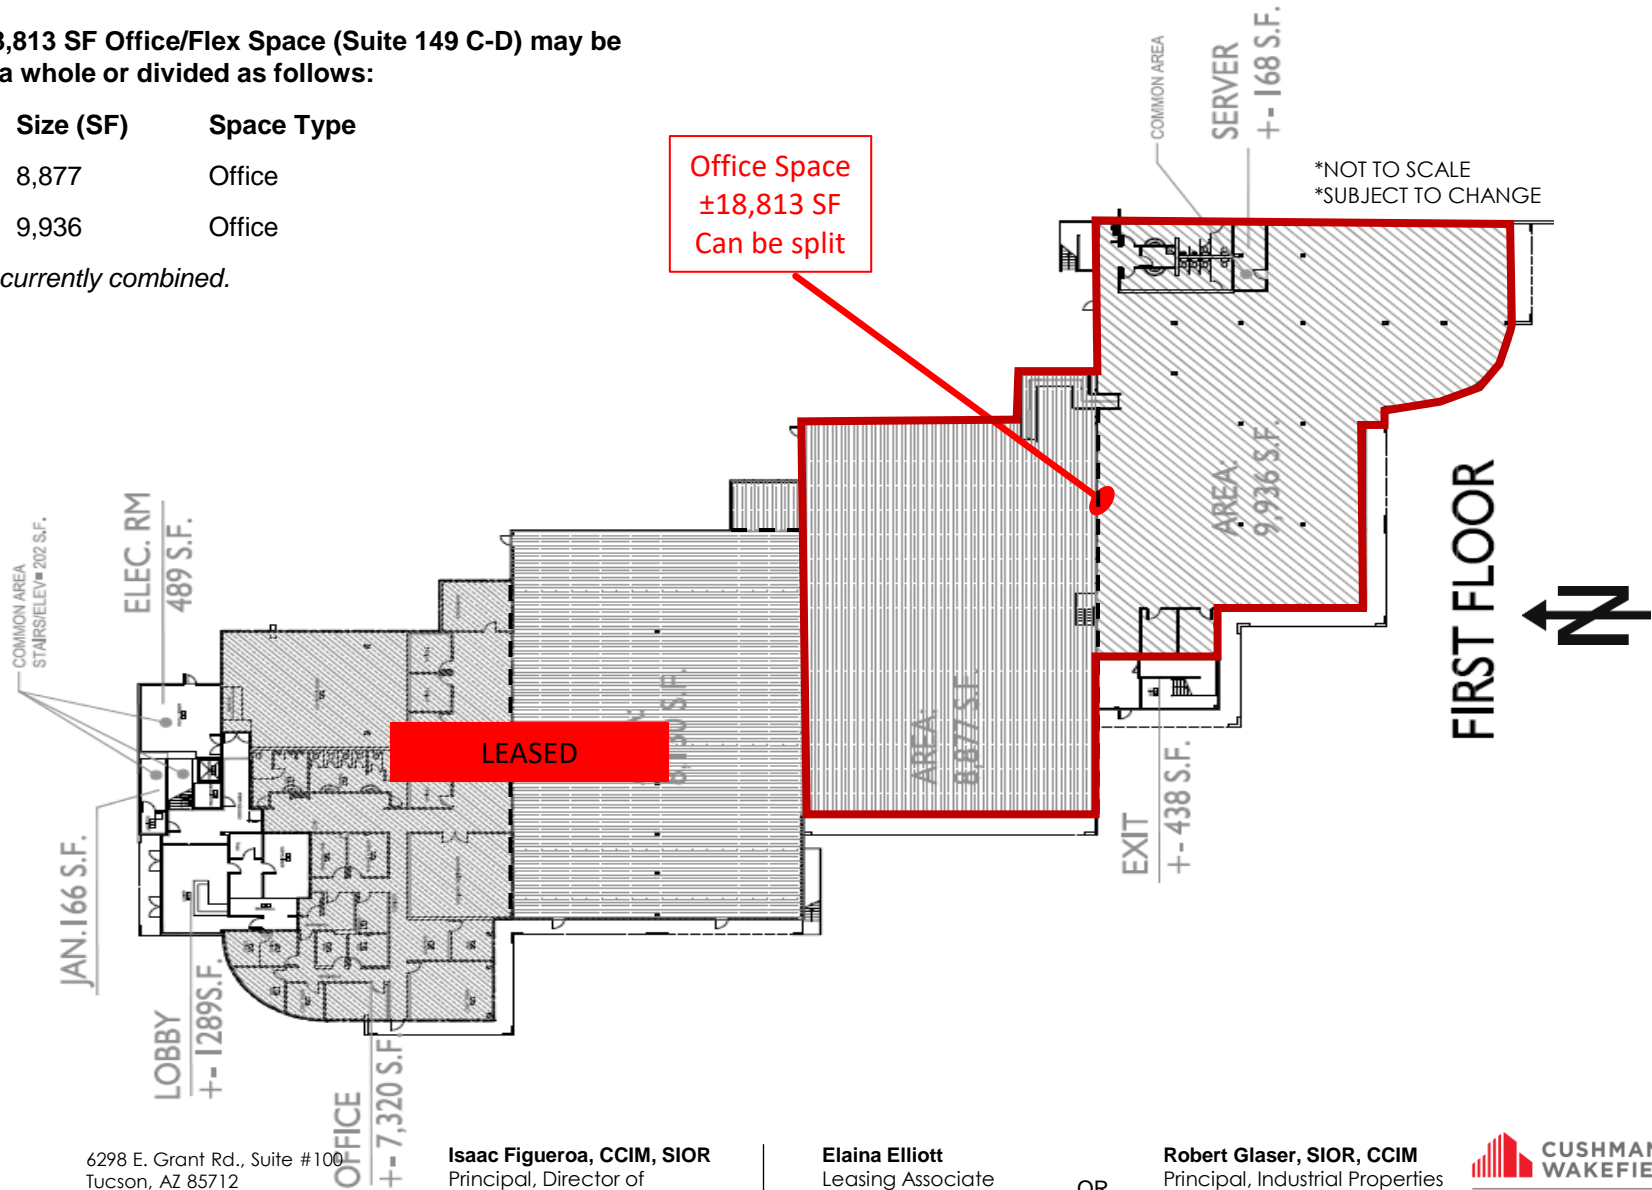 8,813 SF Office/Flex Space (Suite 149 C-D) may be
a whole or divided as follows:
Size (SF) Space Type
8,877 Office
9,936 Office
currently combined.
Office Space
±18,813 SF
Can be split
COMMON AREA
SERVER
+- 168 S.F.
*NOT TO SCALE
*SUBJECT TO CHANGE
COMMON AREA
STAIRS/ELEV=202 S.F.
ELEC. RM
489 S.F.
LEASED
AREA:
8,877 S.F.
AREA:
9,936 S.F.
FIRST FLOOR
N
JAN.166 S.F.
LOBBY
+- 1289S.F.
OFFICE
+- 7,320 S.F.
EXIT
+- 438 S.F.
6298 E. Grant Rd., Suite #100
Tucson, AZ 85712
Isaac Figueroa, CCIM, SIOR
Principal, Director of
Elaina Elliott
Leasing Associate
OR
Robert Glaser, SIOR, CCIM
Principal, Industrial Properties
CUSHMAN
WAKEFIE